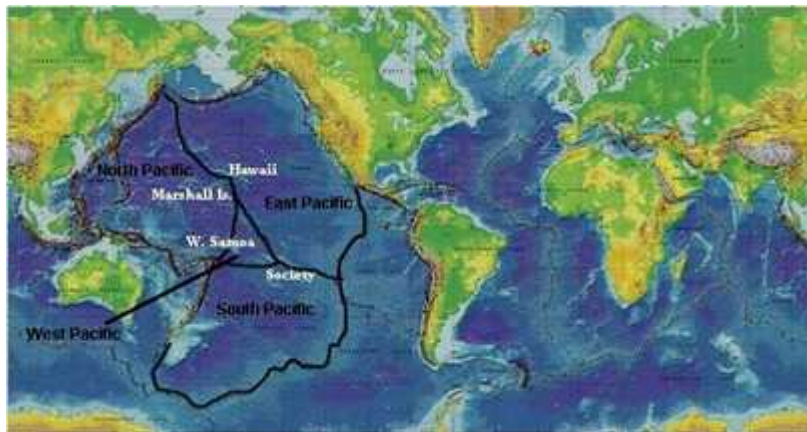 North Pacific
Hawaii
Marshall Is.
East Pacific
W. Samoa
Society
South Pacific
West Pacific